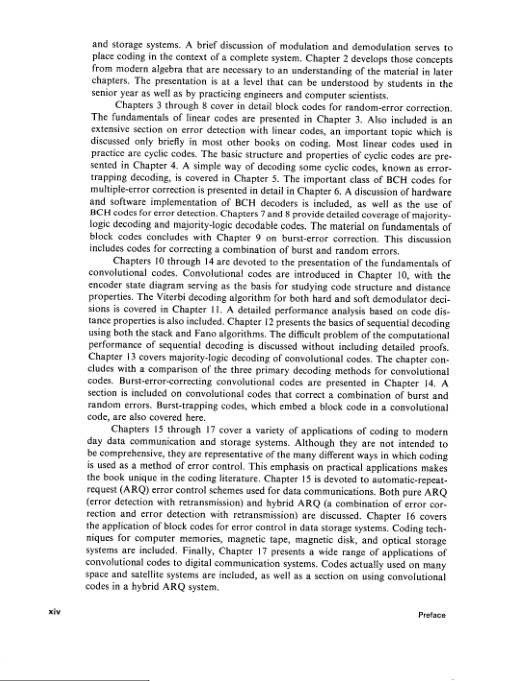 and storage systems. A brief discussion of modulation and demodulation serves to
place coding in the context of a complete system. Chapter 2 develops those concepts
from modern algebra that are necessary to an understanding of the material in later
chapters. The presentation is at a level that can be understood by students in the
senior year as well as by practicing engineers and computer scientists.
Chapters 3 through 8 cover in detail block codes for random-error correction.
The fundamentals of linear codes are presented in Chapter 3. Also included is an
extensive section on error detection with linear codes, an important topic which is
discussed only briefly in most other books on coding. Most linear codes used in
practice are cyclic codes. The basic structure and properties of cyclic codes are pre-
sented in Chapter 4. A simple way of decoding some cyclic codes, known as error-
trapping decoding, is covered in Chapter 5. The important class of BCH codes for
multiple-error correction is presented in detail in Chapter 6. A discussion of hardware
and software implementation of BCH decoders is included, as well as the use of
BCH codes for error detection. Chapters 7 and 8 provide detailed coverage of majority-
logic decoding and majority-logic decodable codes. The material on fundamentals of
block codes concludes with Chapter 9 on burst-error correction. This discussion
includes codes for correcting a combination of burst and random errors.
Chapters 10 through 14 are devoted to the presentation of the fundamentals of
convolutional codes. Convolutional codes are introduced in Chapter 10, with the
encoder state diagram serving as the basis for studying code structure and distance
properties. The Viterbi decoding algorithm for both hard and soft demodulator deci-
sions is covered in Chapter 11. A detailed performance analysis based on code dis-
tance properties is also included. Chapter 12 presents the basics of sequential decoding
using both the stack and Fano algorithms. The difficult problem of the computational
performance of sequential decoding is discussed without including detailed proofs.
Chapter 13 covers majority-logic decoding of convolutional codes. The chapter con-
cludes with a comparison of the three primary decoding methods for convolutional
codes. Burst-error-correcting convolutional codes are presented in Chapter 14. A
section is included on convolutional codes that correct a combination of burst and
random errors. Burst-trapping codes, which embed a block code in a convolutional
code, are also covered here.
Chapters 15 through 17 cover a variety of applications of coding to modern
day data communication and storage systems. Although they are not intended to
be comprehensive, they are representative of the many different ways in which coding
is used as a method of error control. This emphasis on practical applications makes
the book unique in the coding literature. Chapter 15 is devoted to automatic-repeat-
request (ARQ) error control schemes used for data communications. Both pure ARQ
(error detection with retransmission) and hybrid ARQ (a combination of error cor-
rection and error detection with retransmission) are discussed. Chapter 16 covers
the application of block codes for error control in data storage systems. Coding tech-
niques for computer memories, magnetic tape, magnetic disk, and optical storage
systems are included. Finally, Chapter 17 presents a wide range of applications of
convolutional codes to digital communication systems. Codes actually used on many
space and satellite systems are included, as well as a section on using convolutional
codes in a hybrid ARQ system.
xiv
Preface